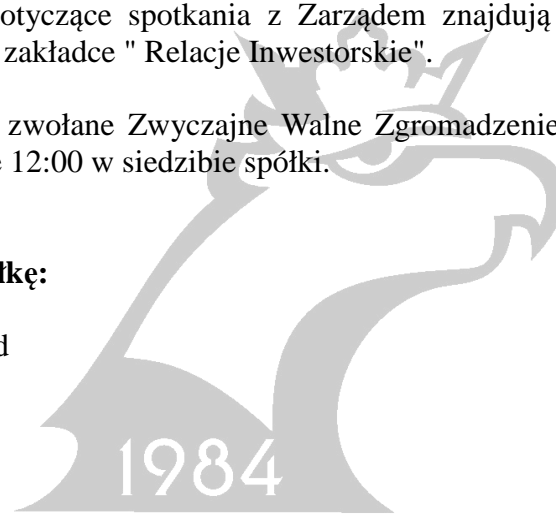 otyczące spotkania z Zarządem znajdują
zakładce " Relacje Inwestorskie".
zwołane Zwyczajne Walne Zgromadzenie
12:00 w siedzibie spółki.
łkę:
d
1984